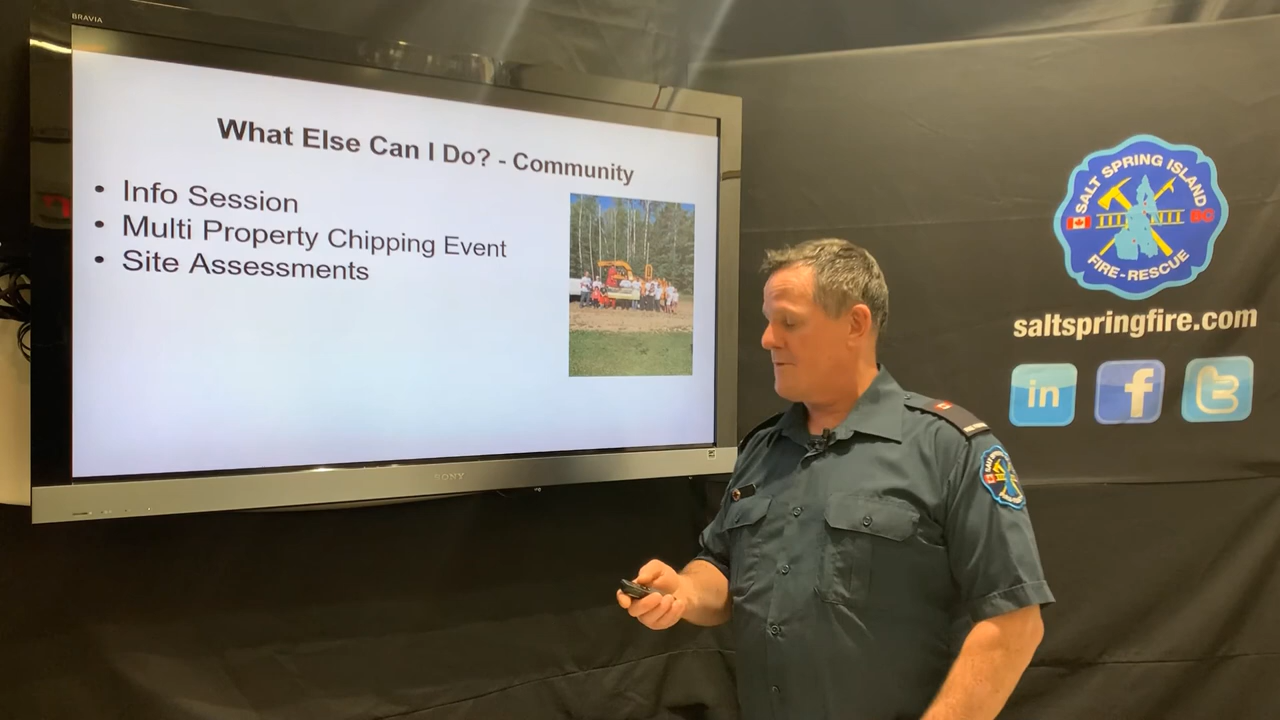 BRAVIA
What Else Can I Do? - Community
• Info Session
• Multi Property Chipping Event
• Site Assessments
SONY
SALT SPRING ISLAND
BC
FIRE-RESCUE
saltspringfire.com
in
f
t